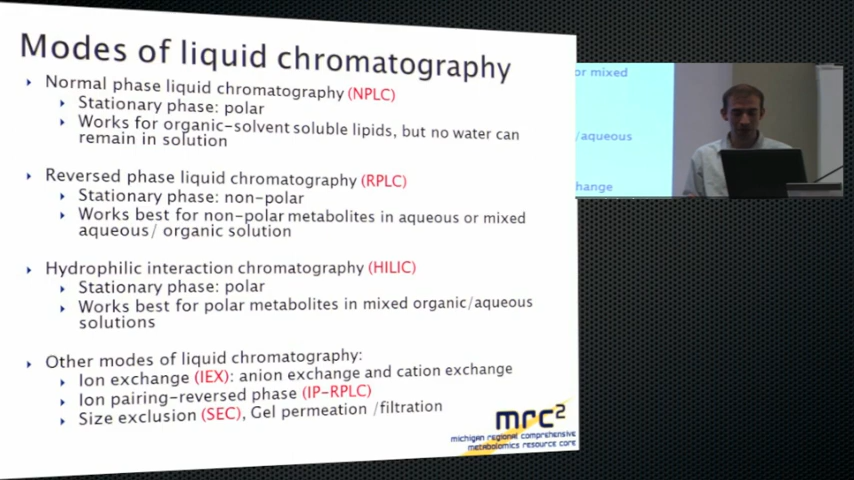 Modes of liquid chromatography
Normal phase liquid chromatography (NPLC)
Stationary phase: polar
Works for organic-solvent soluble lipids, but no water can
remain in solution
Reversed phase liquid chromatography (RPLC)
Stationary phase: non-polar
Works best for non-polar metabolites in aqueous or mixed
aqueous/ organic solution
Hydrophilic interaction chromatography (HILIC)
Stationary phase: polar
Works best for polar metabolites in mixed organic/aqueous
solutions
Other modes of liquid chromatography:
Ion exchange (IEX): anion exchange and cation exchange
Ion pairing-reversed phase (IP-RPLC)
Size exclusion (SEC), Gel permeation /filtration
mrc2
michigan regional comprehensive
metabolomics resource core
or mixed
/aqueous
hange